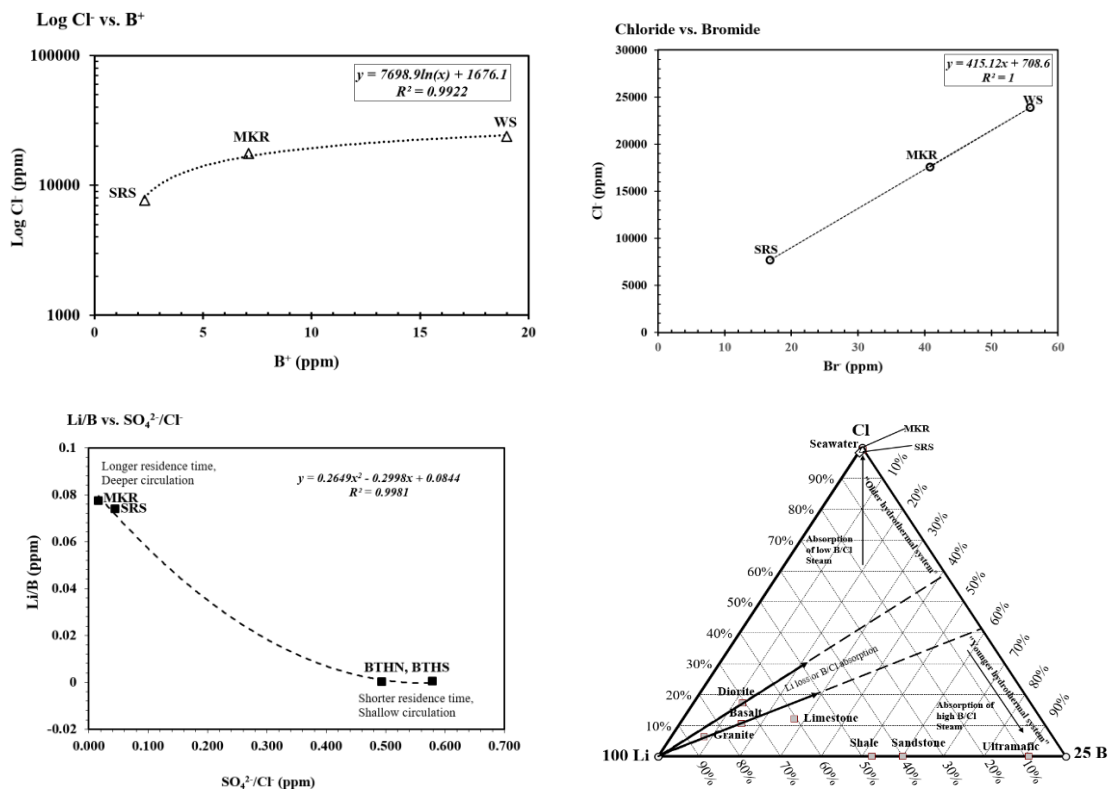 Log Cl⁻ vs. B⁺
100000
10000
1000
Log Cl⁻ (ppm)
y = 7698.9ln(x) + 1676.1
R² = 0.9922
SRS
MKR
WS
0 5 10 15 20
B⁺ (ppm)
Chloride vs. Bromide
30000
25000
20000
15000
10000
5000
0
Cl⁻ (ppm)
y = 415.12x + 708.6
R² = 1
WS
MKR
SRS
0 10 20 30 40 50 60
Br⁻ (ppm)
Li/B vs. SO₄²⁻/Cl⁻
0.1
0.08
0.06
0.04
0.02
0
-0.02
Li/B (ppm)
Longer residence time,
Deeper circulation
y = 0.2649x² - 0.2998x + 0.0844
R² = 0.9981
MKR
SRS
BTHN, BTHS
Shorter residence time,
Shallow circulation
0.000 0.100 0.200 0.300 0.400 0.500 0.600 0.700
SO₄²⁻/Cl⁻ (ppm)
Cl
MKR
Seawater
SRS
90%
80%
70%
60%
50%
40%
30%
20%
10%
10%
20%
30%
40%
50%
60%
70%
80%
90%
"Older hydrothermal system"
Absorption
of low B/Cl
Steam
Li loss or B/Cl absorption
"Younger hydrothermal system"
Absorption of
high B/Cl
Steam
Diorite
Basalt
Limestone
Granite
Shale
Sandstone
Ultramafic
100 Li
25 B
90% 80% 70% 60% 50% 40% 30% 20% 10%